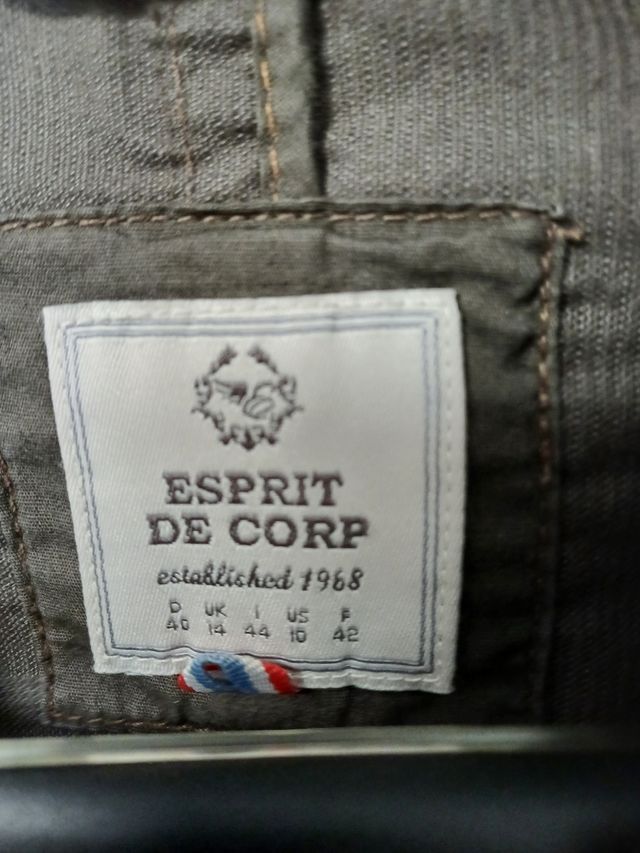 ESPRIT
DE CORP
established 1968
D UK I US F
40 14 44 10 42